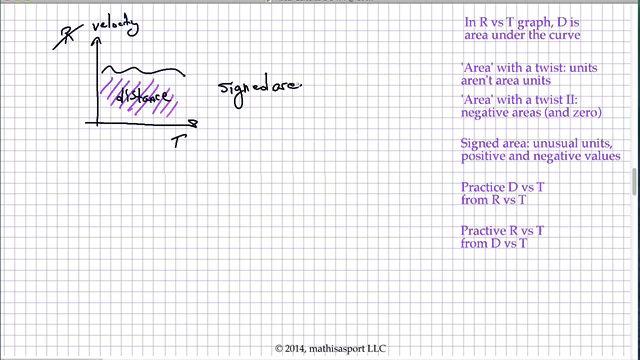 R velocity
distance
T
signed are
In R vs T graph, D is
area under the curve
'Area' with a twist: units
aren't area units
'Area' with a twist II:
negative areas (and zero)
Signed area: unusual units,
positive and negative values
Practice D vs T
from R vs T
Practive R vs T
from D vs T
© 2014, mathisasport LLC